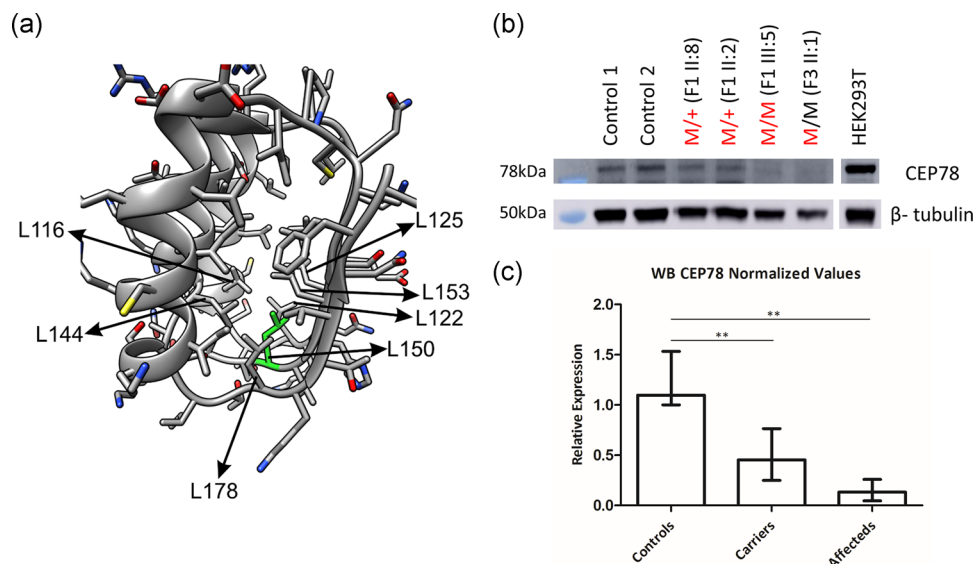 (a)
L116
L144
L125
L153
L122
L150
L178
(b)
Control 1
Control 2
M/+ (F1 II:8)
M/+ (F1 II:2)
M/M (F1 III:5)
M/M (F3 II:1)
HEK293T
78kDa
CEP78
50kDa
β- tubulin
(c)
WB CEP78 Normalized Values
Relative Expression
2.0
1.5
1.0
0.5
0.0
**
**
Controls
Carriers
Affecteds